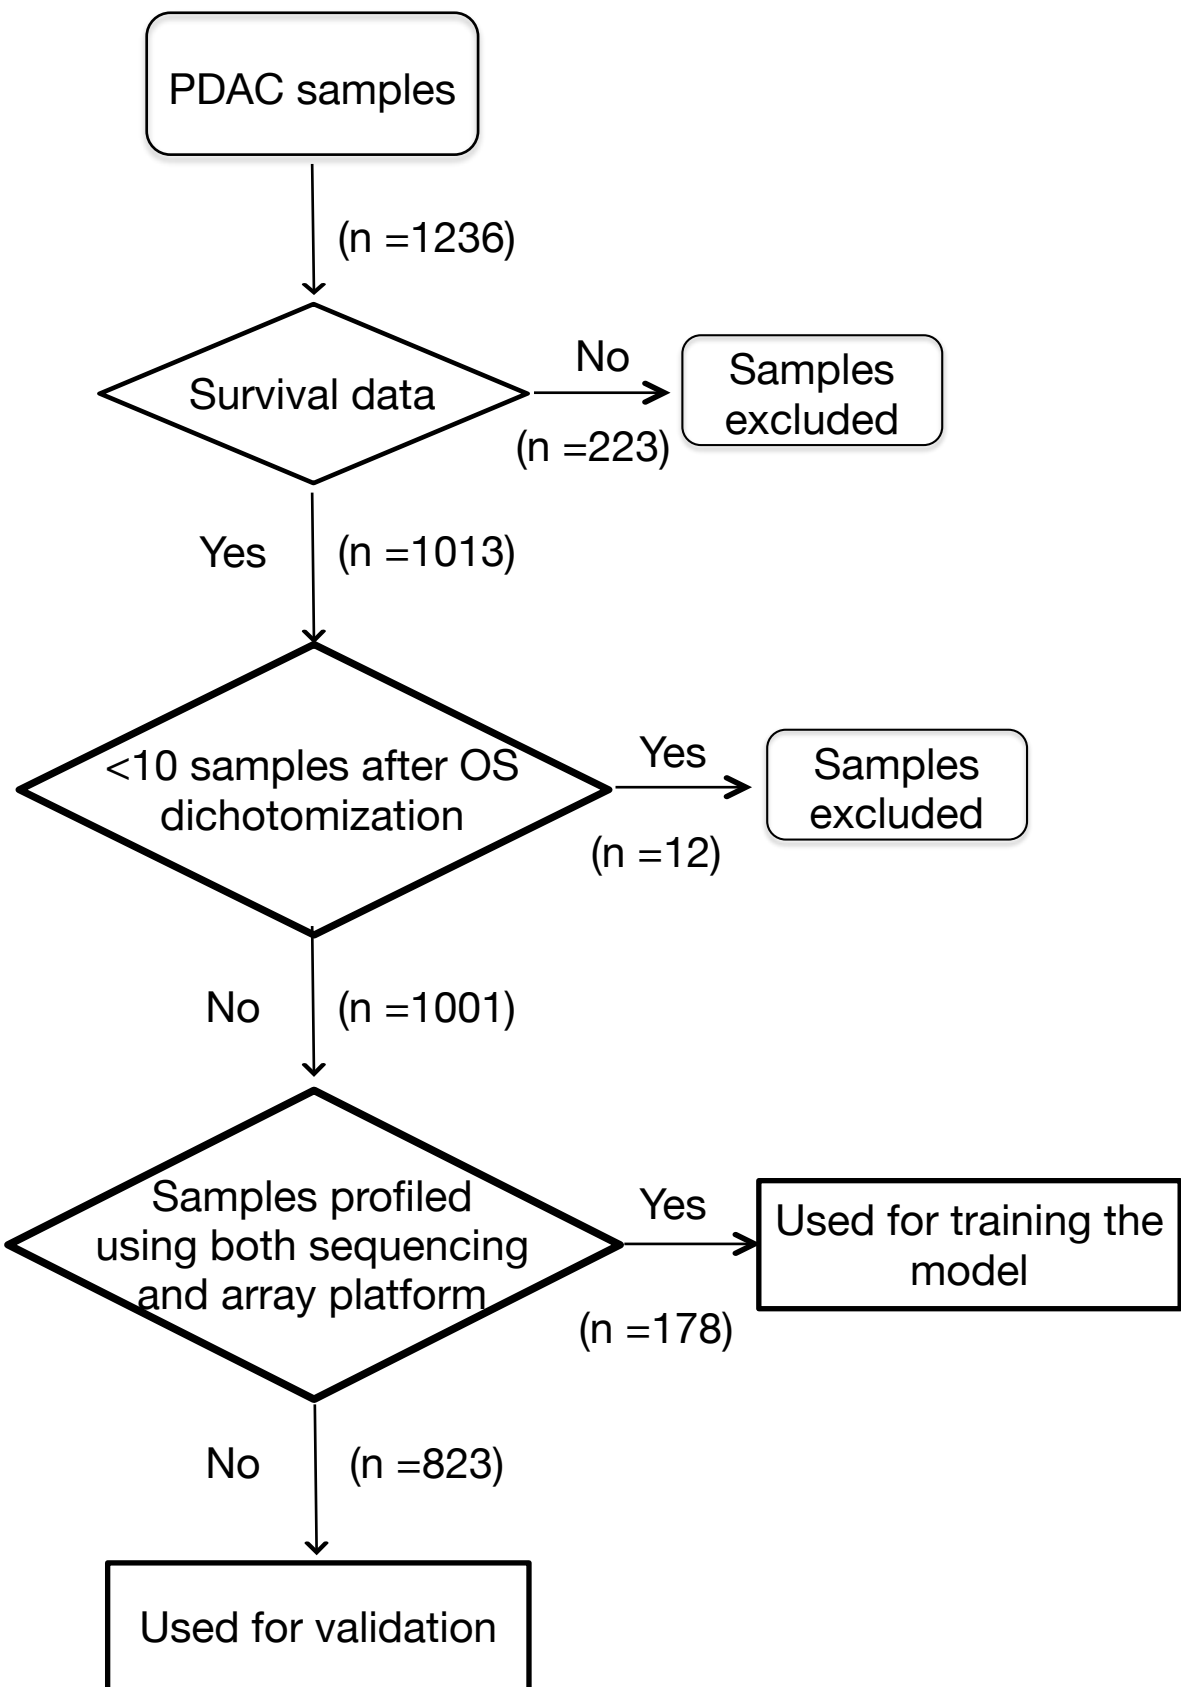 PDAC samples
(n =1236)
Survival data
No
(n =223)
Samples
excluded
Yes
(n =1013)
<10 samples after OS
dichotomization
Yes
(n =12)
Samples
excluded
No
(n =1001)
Samples profiled
using both sequencing
and array platform
Yes
(n =178)
Used for training the
model
No
(n =823)
Used for validation